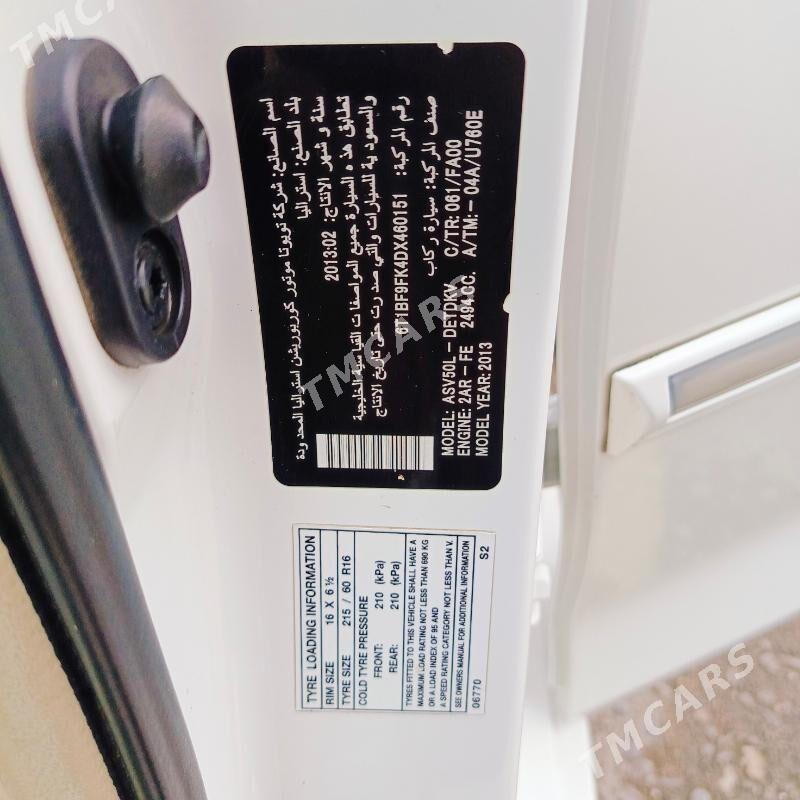 اسم الصانع: شركة تويوتا موتور كوربوريشن استراليا المحدودة
بلد الصنع: استراليا
سنة و شهر الانتاج: 2013:02
تطابق هذه السيارة جميع المواصفات القياسية الخليجية
والسعودية للسيارات والتي صدرت حتى تاريخ الانتاج
رقم المركبة: 6T1BF9FK4DX460151
صنف المركبة: سيارة ركاب
MODEL: ASV50L-DETDKV C/TR: 061/FA00
ENGINE: 2AR-FE 2494CC. A/TM: -04A/U760E
MODEL YEAR: 2013
TYRE LOADING INFORMATION
RIM SIZE 16 X 6 ½
TYRE SIZE 215 / 60 R16
COLD TYRE PRESSURE
FRONT: 210 (kPa)
REAR: 210 (kPa)
TYRES FITTED TO THIS VEHICLE SHALL HAVE A
MAXIMUM LOAD RATING NOT LESS THAN 690 KG
OR A LOAD INDEX OF 95 AND
A SPEED RATING CATEGORY NOT LESS THAN V.
SEE OWNERS MANUAL FOR ADDITIONAL INFORMATION
06770 S2
TMCARS
TMCARS
TMCARS